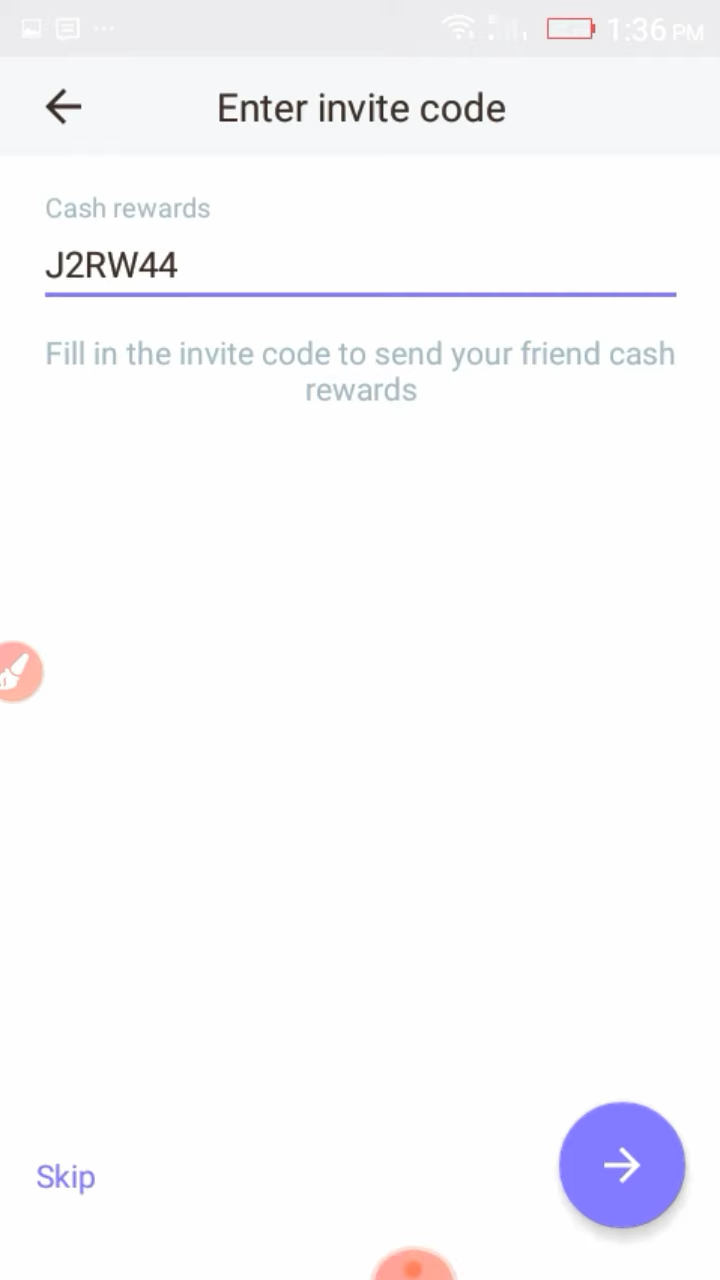 1:36 PM
Enter invite code
Cash rewards
J2RW44
Fill in the invite code to send your friend cash
rewards
Skip